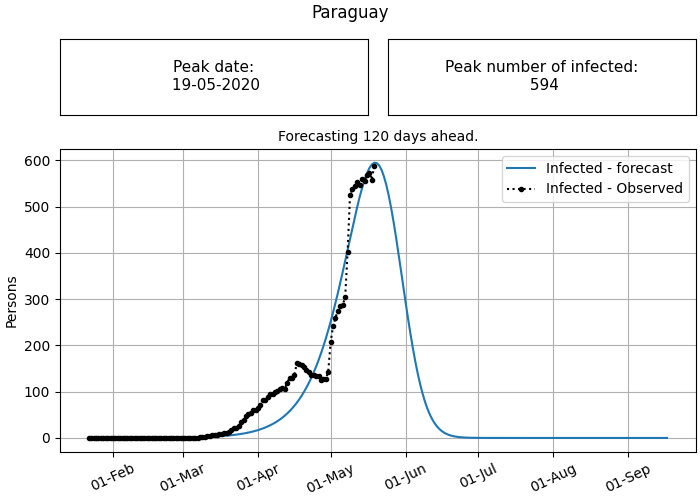 Paraguay
Peak date:
19-05-2020
Peak number of infected:
594
Forecasting 120 days ahead.
Infected - forecast
Infected - Observed
600
500
400
300
200
100
0
Persons
01-Feb
01-Mar
01-Apr
01-May
01-Jun
01-Jul
01-Aug
01-Sep